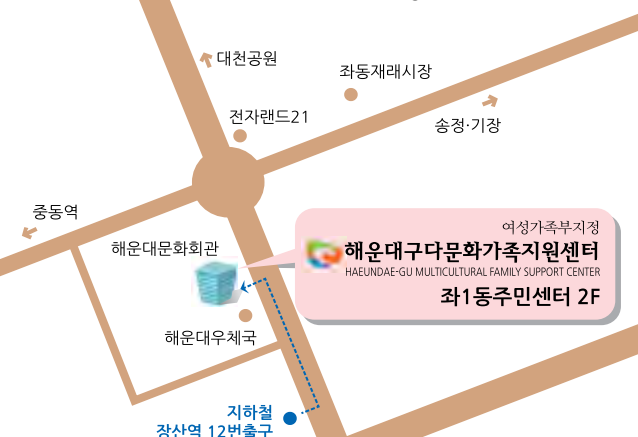 대천공원
좌동재래시장
전자랜드21
송정·기장
중동역
여성가족부지정
해운대문화회관
해운대구다문화가족지원센터
HAEUNDAE-GU MULTICULTURAL FAMILY SUPPORT CENTER
좌1동주민센터 2F
해운대우체국
지하철
장산역 12번출구